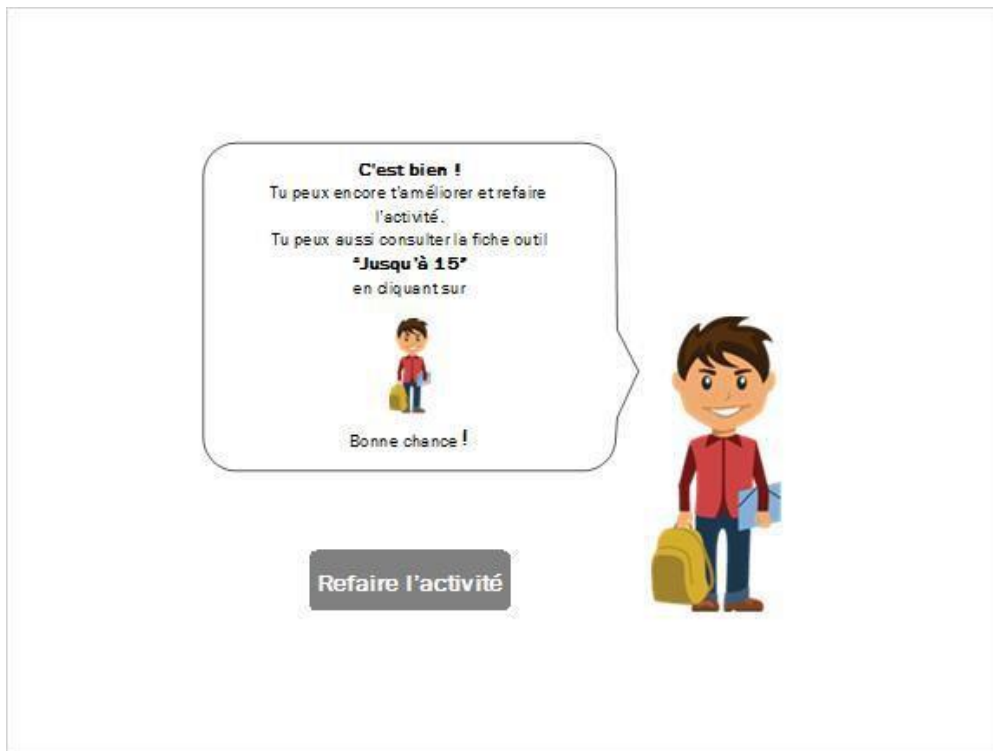 C'est bien !
Tu peux encore t'améliorer et refaire
l'activité.
Tu peux aussi consulter la fiche outil
"Jusqu'à 15"
en cliquant sur
Bonne chance !
Refaire l'activité